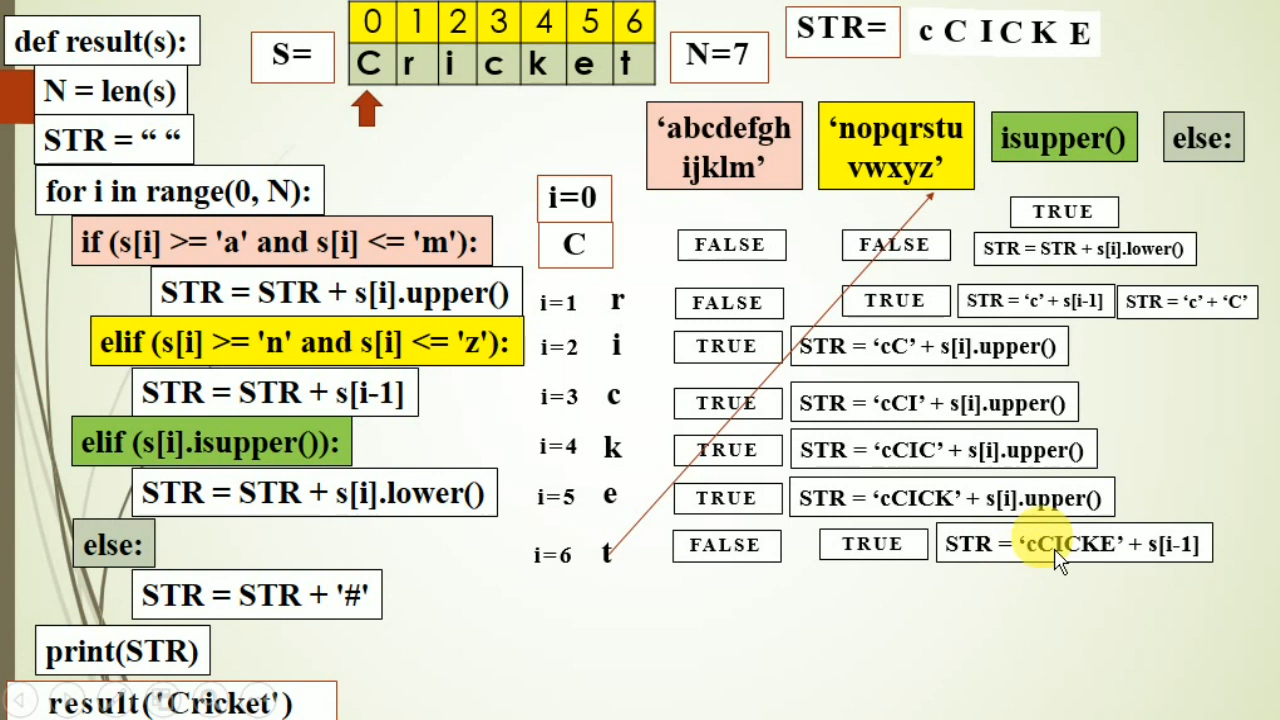 def result(s):
N = len(s)
STR = “ “
for i in range(0, N):
if (s[i] >= 'a' and s[i] <= 'm'):
STR = STR + s[i].upper()
elif (s[i] >= 'n' and s[i] <= 'z'):
STR = STR + s[i-1]
elif (s[i].isupper()):
STR = STR + s[i].lower()
else:
STR = STR + '#'
print(STR)
result('Cricket')
S=
0 1 2 3 4 5 6
C r i c k e t
N=7
STR= c C I C K E
‘abcdefgh
ijklm’
‘nopqrstu
vwxyz’
isupper()
else:
i=0
C
FALSE FALSE TRUE
STR = STR + s[i].lower()
i=1 r FALSE TRUE STR = ‘c’ + s[i-1] STR = ‘c’ + ‘C’
i=2 i TRUE STR = ‘cC’ + s[i].upper()
i=3 c TRUE STR = ‘cCI’ + s[i].upper()
i=4 k TRUE STR = ‘cCIC’ + s[i].upper()
i=5 e TRUE STR = ‘cCICK’ + s[i].upper()
i=6 t FALSE TRUE STR = ‘cCICKE’ + s[i-1]